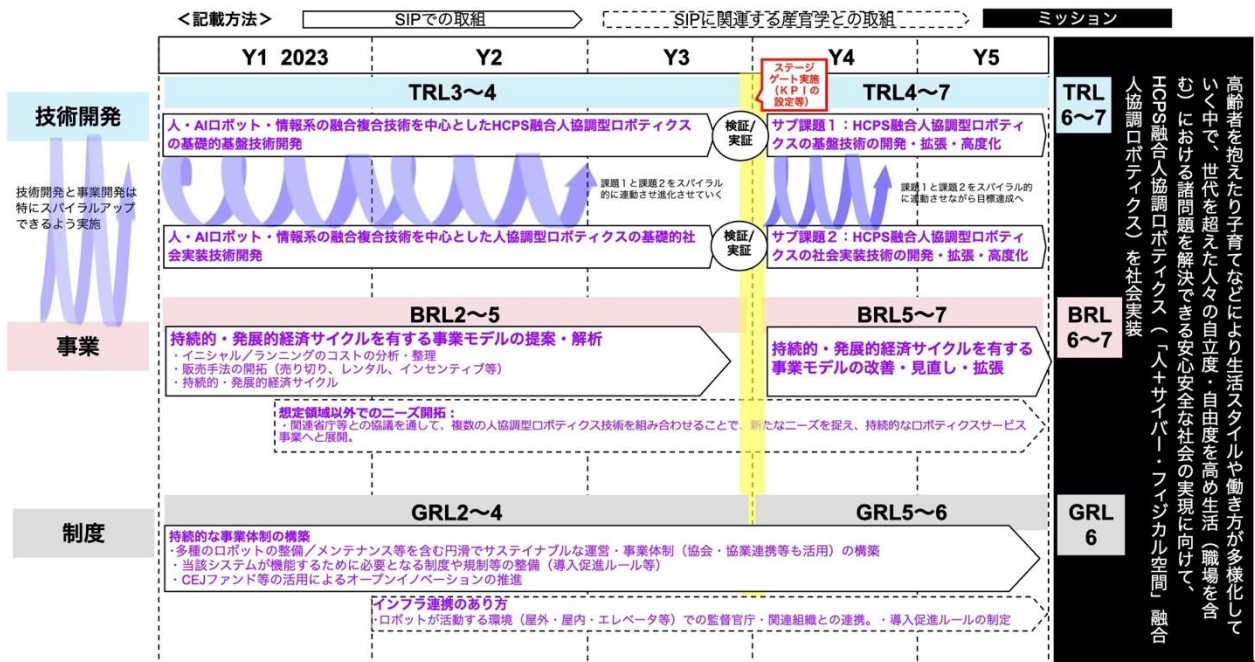 ＜記載方法＞
SIPでの取組
SIPに関連する産官学との取組
ミッション
Y1 2023
Y2
Y3
Y4
Y5
ステージ
ゲート実施
（ＫＰＩの
設定等）
技術開発
TRL3〜4
TRL4〜7
TRL
6〜7
人・AIロボット・情報系の融合複合技術を中心としたHCPS融合人協調型ロボティクス
の基礎的基盤技術開発
検証/
実証
サブ課題１：HCPS融合人協調型ロボティ
クスの基盤技術の開発・拡張・高度化
技術開発と事業開発は
特にスパイラルアップ
できるよう実施
課題１と課題２をスパイラル
的に連動させ進化させていく
課題１と課題２をスパイラル的
に連動させながら目標達成へ
人・AIロボット・情報系の融合複合技術を中心とした人協調型ロボティクスの基礎的社
会実装技術開発
検証/
実証
サブ課題２：HCPS融合人協調型ロボティ
クスの社会実装技術の開発・拡張・高度化
事業
BRL2〜5
BRL5〜7
BRL
6〜7
持続的・発展的経済サイクルを有する事業モデルの提案・解析
・イニシャル／ランニングのコストの分析・整理
・販売手法の開拓（売り切り、レンタル、インセンティブ等）
・持続的・発展的経済サイクル
持続的・発展的経済サイクルを有する
事業モデルの改善・見直し・拡張
想定領域以外でのニーズ開拓：
・関連省庁等との協議を通して、複数の人協調型ロボティクス技術を組み合わせることで、新たなニーズを捉え、持続的なロボティクスサービス
事業へと展開。
制度
GRL2〜4
GRL5〜6
GRL
6
持続的な事業体制の構築
・多種のロボットの整備／メンテナンス等を含む円滑でサステイナブルな運営・事業体制（協会・協業連携等も活用）の構築
・当該システムが機能するために必要となる制度や規制等の整備（導入促進ルール等）
・CEJファンド等の活用によるオープンイノベーションの推進
インフラ連携のあり方
・ロボットが活動する環境（屋外・屋内・エレベータ等）での監督官庁・関連組織との連携。・導入促進ルールの制定
高齢者を抱えたり子育てなどにより生活スタイルや働き方が多様化して
いく中で、世代を超えた人々の自立度・自由度を高め生活（職場を含
む）における諸問題を解決できる安心安全な社会の実現に向けて、
HCPS融合人協調ロボティクス（「人＋サイバー・フィジカル空間」融合
人協調ロボティクス）を社会実装